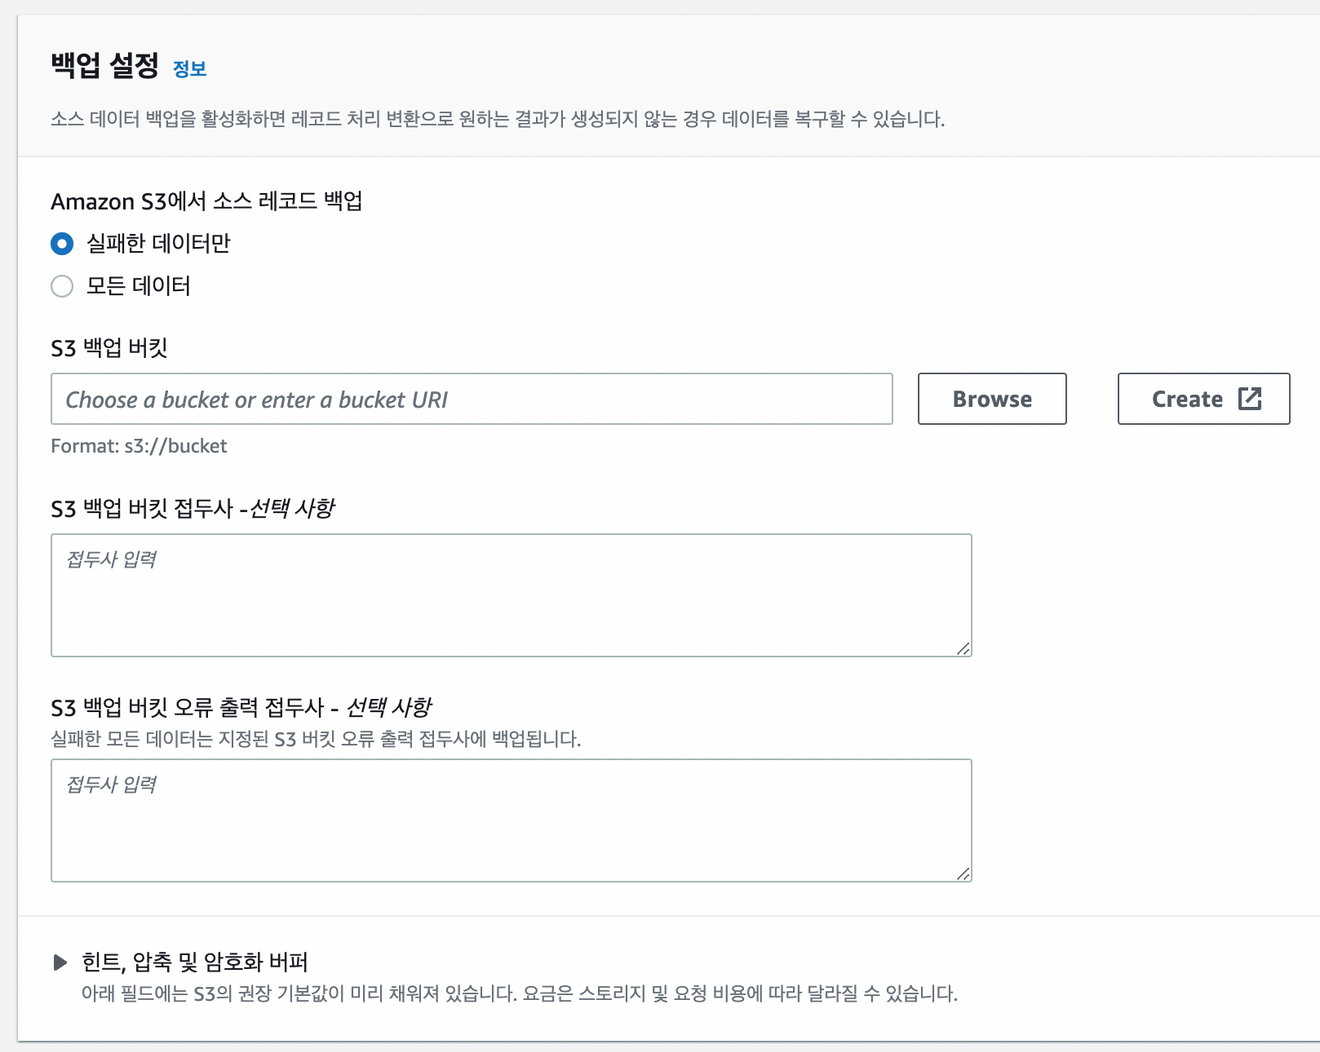 백업 설정 정보
소스 데이터 백업을 활성화하면 레코드 처리 변환으로 원하는 결과가 생성되지 않는 경우 데이터를 복구할 수 있습니다.
Amazon S3에서 소스 레코드 백업
실패한 데이터만
모든 데이터
S3 백업 버킷
Choose a bucket or enter a bucket URI
Browse
Create
Format: s3://bucket
S3 백업 버킷 접두사 -선택 사항
접두사 입력
S3 백업 버킷 오류 출력 접두사 - 선택 사항
실패한 모든 데이터는 지정된 S3 버킷 오류 출력 접두사에 백업됩니다.
접두사 입력
힌트, 압축 및 암호화 버퍼
아래 필드에는 S3의 권장 기본값이 미리 채워져 있습니다. 요금은 스토리지 및 요청 비용에 따라 달라질 수 있습니다.